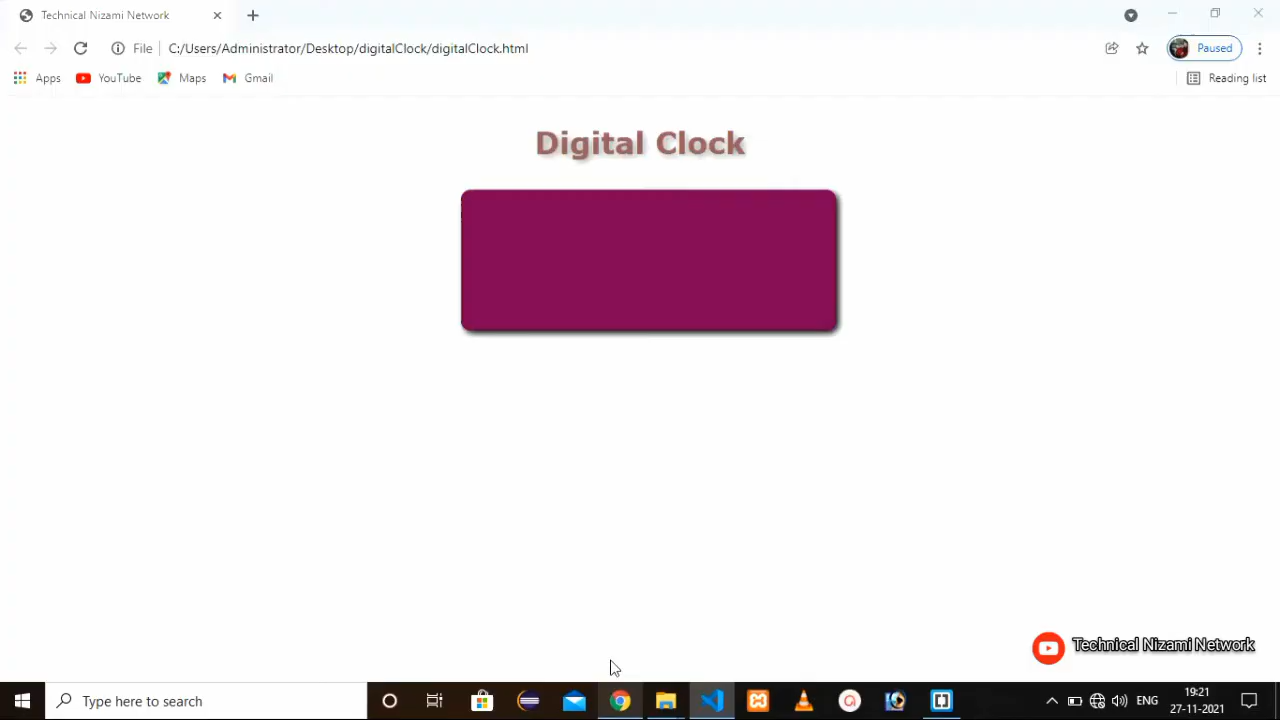 Technical Nizami Network
File C:/Users/Administrator/Desktop/digitalClock/digitalClock.html
Paused
Apps YouTube Maps Gmail Reading list
Digital Clock
Technical Nizami Network
Type here to search
ENG
19:21
27-11-2021